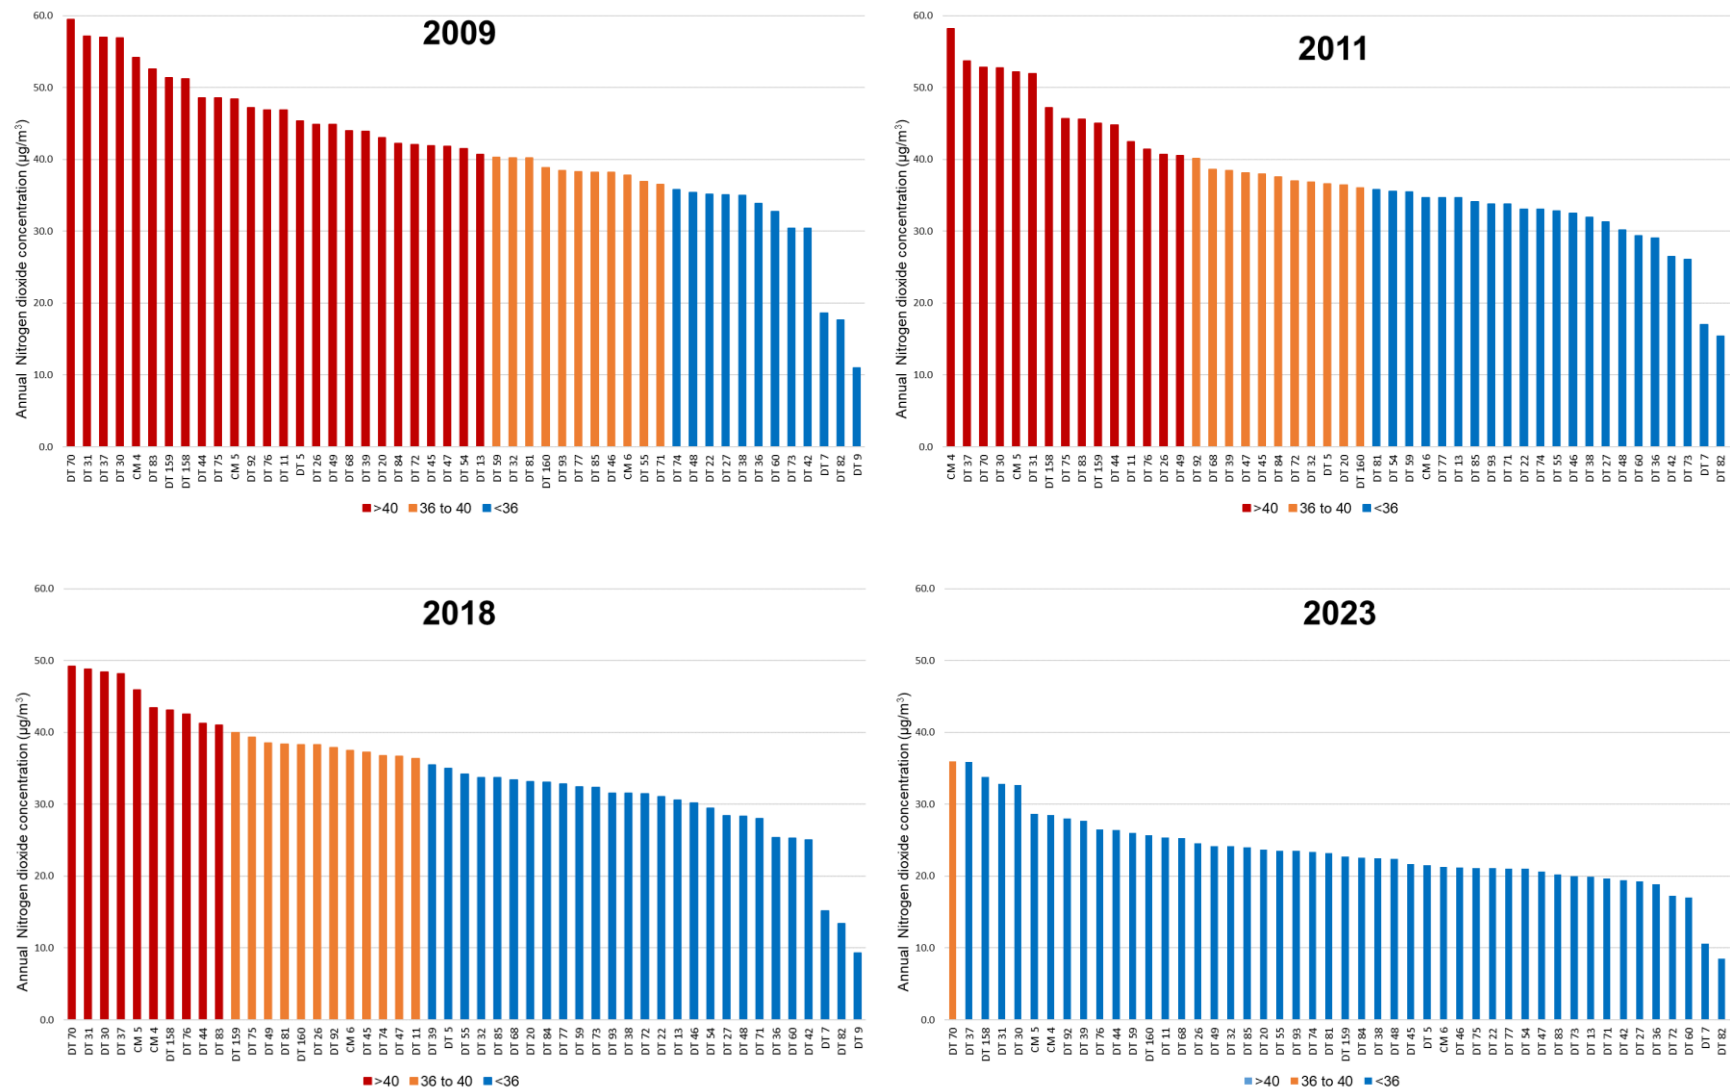 2009
Annual Nitrogen dioxide concentration (µg/m³)
60.0
50.0
40.0
30.0
20.0
10.0
0.0
DT 70 DT 31 DT 37 DT 30 CM 4 DT 83 DT 159 DT 158 DT 44 DT 75 CM 5 DT 92 DT 76 DT 11 DT 5 DT 26 DT 49 DT 68 DT 39 DT 20 DT 84 DT 72 DT 45 DT 47 DT 54 DT 13 DT 59 DT 32 DT 81 DT 160 DT 93 DT 77 DT 85 DT 46 CM 6 DT 55 DT 71 DT 74 DT 48 DT 22 DT 27 DT 38 DT 36 DT 60 DT 73 DT 42 DT 7 DT 82 DT 9
>40 36 to 40 <36
2011
Annual Nitrogen dioxide concentration (µg/m³)
60.0
50.0
40.0
30.0
20.0
10.0
0.0
CM 4 DT 37 DT 70 DT 30 CM 5 DT 31 DT 158 DT 75 DT 83 DT 159 DT 44 DT 11 DT 76 DT 26 DT 49 DT 92 DT 68 DT 39 DT 47 DT 45 DT 84 DT 72 DT 32 DT 5 DT 20 DT 160 DT 81 DT 54 DT 59 CM 6 DT 77 DT 13 DT 85 DT 93 DT 71 DT 22 DT 74 DT 55 DT 46 DT 38 DT 27 DT 48 DT 60 DT 36 DT 42 DT 73 DT 7 DT 82
>40 36 to 40 <36
2018
Annual Nitrogen dioxide concentration (µg/m³)
60.0
50.0
40.0
30.0
20.0
10.0
0.0
DT 70 DT 31 DT 30 DT 37 CM 5 CM 4 DT 158 DT 76 DT 44 DT 83 DT 159 DT 75 DT 49 DT 81 DT 160 DT 26 DT 92 CM 6 DT 45 DT 74 DT 47 DT 11 DT 39 DT 5 DT 55 DT 32 DT 85 DT 68 DT 20 DT 84 DT 77 DT 59 DT 73 DT 93 DT 38 DT 72 DT 22 DT 13 DT 46 DT 54 DT 27 DT 48 DT 71 DT 36 DT 60 DT 42 DT 7 DT 82 DT 9
>40 36 to 40 <36
2023
Annual Nitrogen dioxide concentration (µg/m³)
60.0
50.0
40.0
30.0
20.0
10.0
0.0
DT 70 DT 37 DT 158 DT 31 DT 30 CM 5 CM 4 DT 92 DT 39 DT 76 DT 44 DT 59 DT 160 DT 11 DT 68 DT 26 DT 49 DT 32 DT 85 DT 20 DT 55 DT 93 DT 74 DT 81 DT 159 DT 84 DT 38 DT 48 DT 45 DT 5 CM 6 DT 46 DT 75 DT 22 DT 77 DT 54 DT 47 DT 83 DT 73 DT 13 DT 71 DT 42 DT 27 DT 36 DT 72 DT 60 DT 7 DT 82
>40 36 to 40 <36